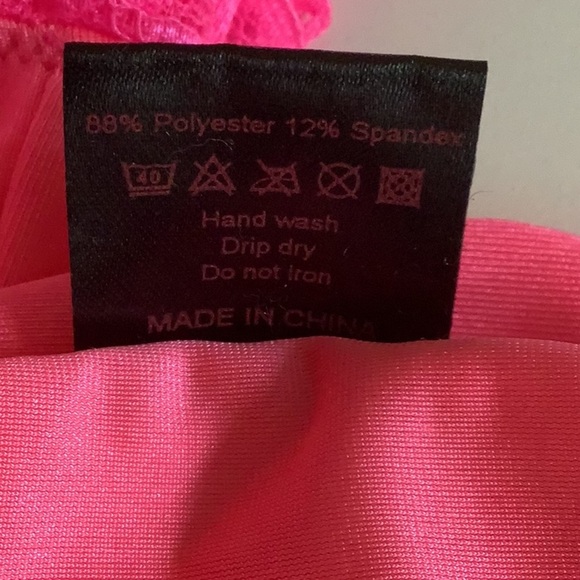 88% Polyester 12% Spandex
40
Hand wash
Drip dry
Do not Iron
MADE IN CHINA